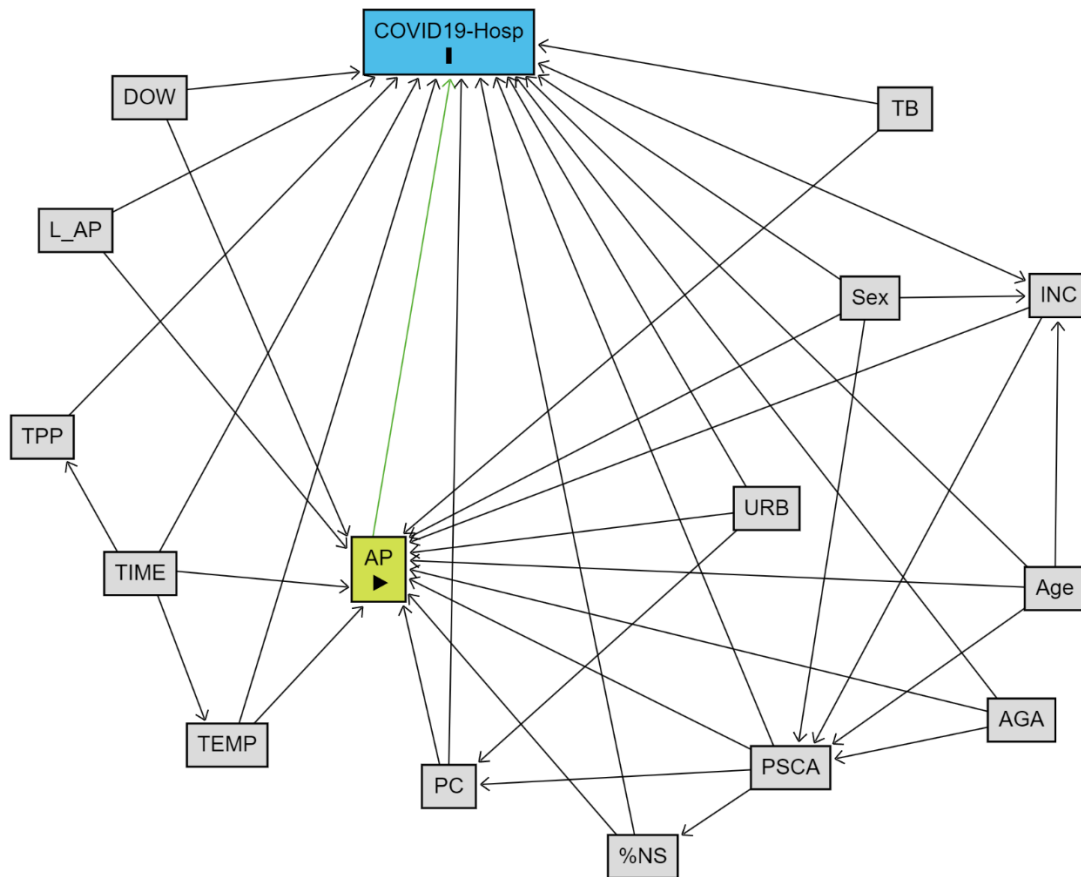 COVID19-Hosp
I
DOW
TB
L_AP
Sex
INC
TPP
URB
AP
TIME
Age
AGA
TEMP
PSCA
PC
%NS